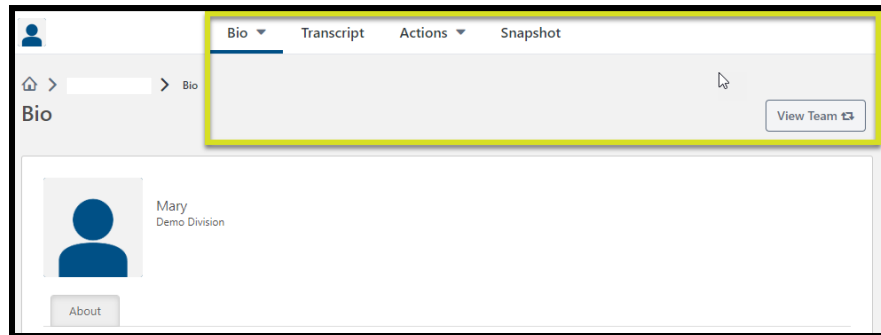 Bio Transcript Actions Snapshot
Bio
Bio
View Team
Mary
Demo Division
About